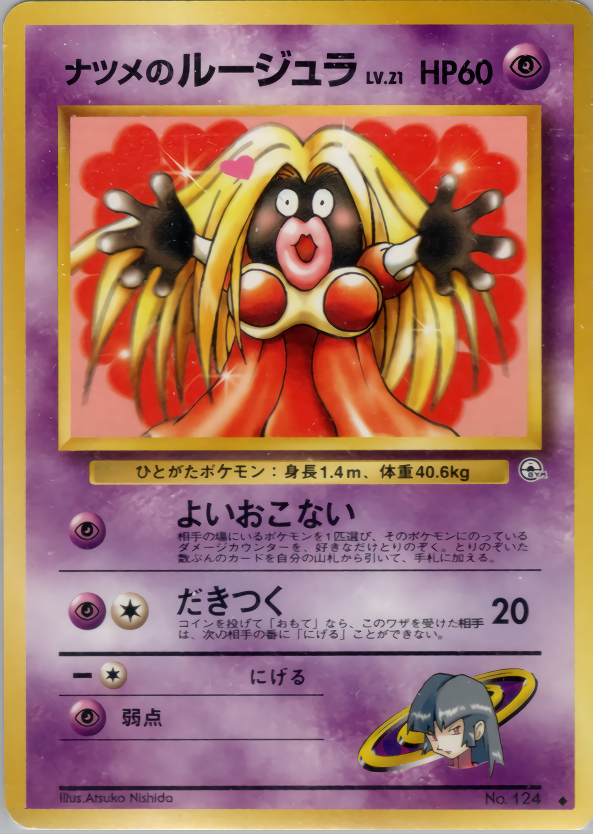 ナツメのルージュラ LV.21 HP60
ひとがたポケモン：身長1.4m、体重40.6kg
GYM
よいおこない
相手の場にいるポケモンを1匹選び、そのポケモンにのっている
ダメージカウンターを、好きなだけとりのぞく。とりのぞいた
数ぶんのカードを自分の山札から引いて、手札に加える。
だきつく 20
コインを投げて「おもて」なら、このワザを受けた相手
は、次の相手の番に「にげる」ことができない。
にげる
弱点
Illus.Atsuko Nishida
No. 124